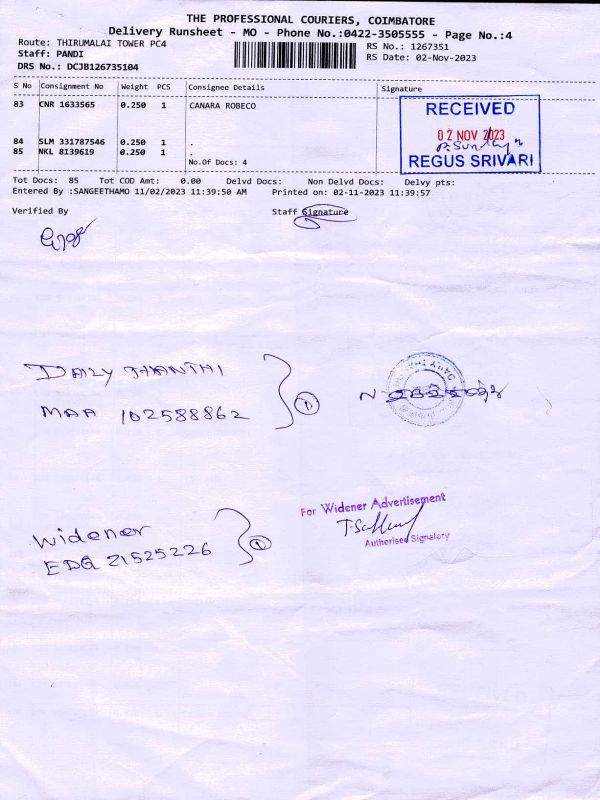 THE PROFESSIONAL COURIERS, COIMBATORE
Delivery Runsheet - MO - Phone No.:0422-3505555 - Page No.:4
Route: THIRUMALAI TOWER PC4
RS No.: 1267351
Staff: PANDI
RS Date: 02-Nov-2023
DRS No.: DCJB126735104
S No Consignment No Weight PCS Consignee Details Signature
83 CNR 1633565 0.250 1 CANARA ROBECO
RECEIVED
02 NOV 2023
REGUS SRIVARI
84 SLM 331787546 0.250 1 .
85 NKL 8139619 0.250 1 .
No.Of Docs: 4
Tot Docs: 85 Tot COD Amt: 0.00 Delvd Docs: Non Delvd Docs: Delvy pts:
Entered By :SANGEETHAMO 11/02/2023 11:39:50 AM Printed on: 02-11-2023 11:39:57
Verified By Staff Signature
DAILY THANTHI
MAA 102588862
1
Widener
EDG 21525226
1
For Widener Advertisement
Authorised Signatory